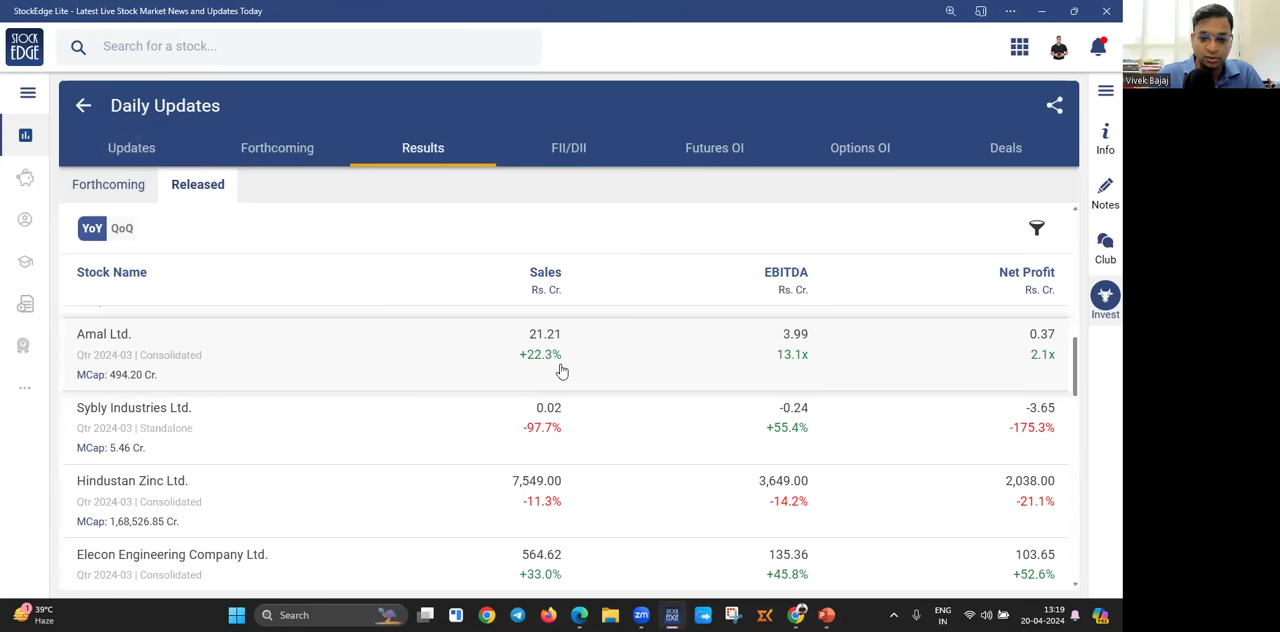 StockEdge Lite - Latest Live Stock Market News and Updates Today
STOCK
EDGE
Search for a stock...
Vivek Bajaj
Daily Updates
Updates
Forthcoming
Results
FII/DII
Futures OI
Options OI
Deals
Forthcoming
Released
YoY QoQ
Stock Name
Sales
Rs. Cr.
EBITDA
Rs. Cr.
Net Profit
Rs. Cr.
Amal Ltd.
21.21
3.99
0.37
Qtr 2024-03 | Consolidated
+22.3%
13.1x
2.1x
MCap: 494.20 Cr.
Sybly Industries Ltd.
0.02
-0.24
-3.65
Qtr 2024-03 | Standalone
-97.7%
+55.4%
-175.3%
MCap: 5.46 Cr.
Hindustan Zinc Ltd.
7,549.00
3,649.00
2,038.00
Qtr 2024-03 | Consolidated
-11.3%
-14.2%
-21.1%
MCap: 1,68,526.85 Cr.
Elecon Engineering Company Ltd.
564.62
135.36
103.65
Qtr 2024-03 | Consolidated
+33.0%
+45.8%
+52.6%
Info
Notes
Club
Invest
1
39°C
Haze
Search
zm
STOCK
EDGE
ENG
IN
13:19
20-04-2024